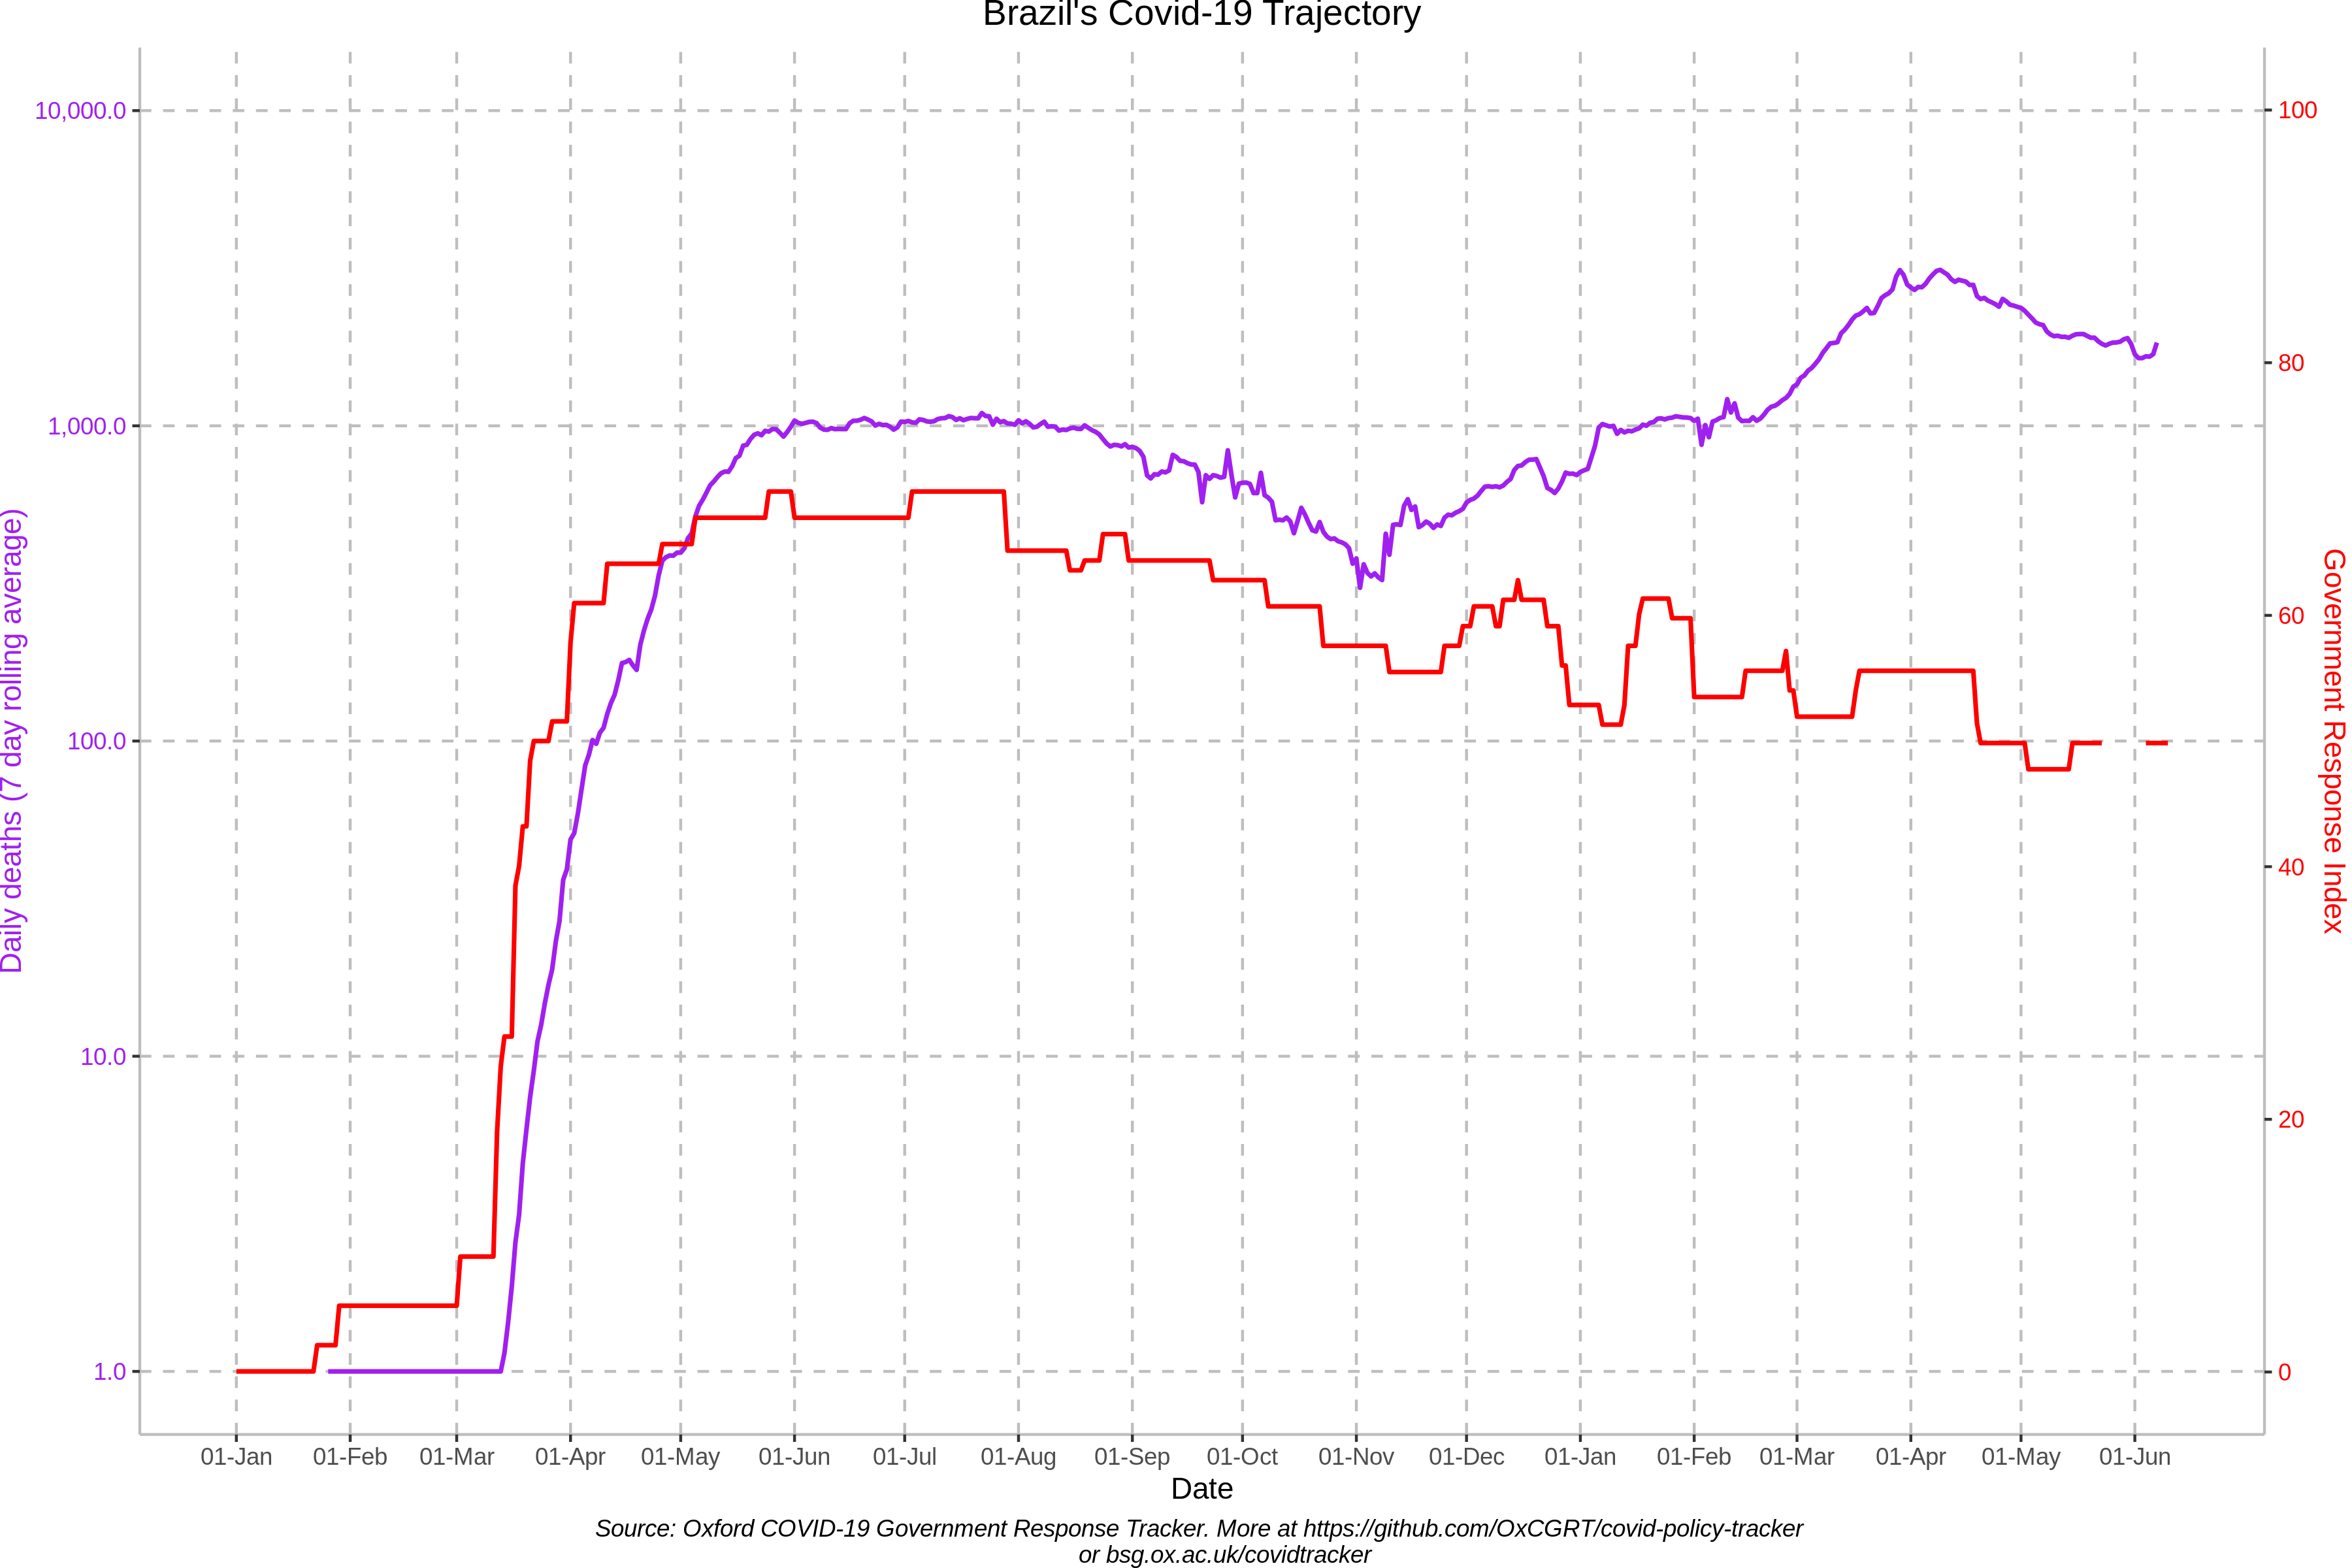 Brazil's Covid-19 Trajectory
10,000.0
1,000.0
100.0
10.0
1.0
Daily deaths (7 day rolling average)
100
80
60
40
20
0
Government Response Index
01-Jan 01-Feb 01-Mar 01-Apr 01-May 01-Jun 01-Jul 01-Aug 01-Sep 01-Oct 01-Nov 01-Dec 01-Jan 01-Feb 01-Mar 01-Apr 01-May 01-Jun
Date
Source: Oxford COVID-19 Government Response Tracker. More at https://github.com/OxCGRT/covid-policy-tracker
or bsg.ox.ac.uk/covidtracker